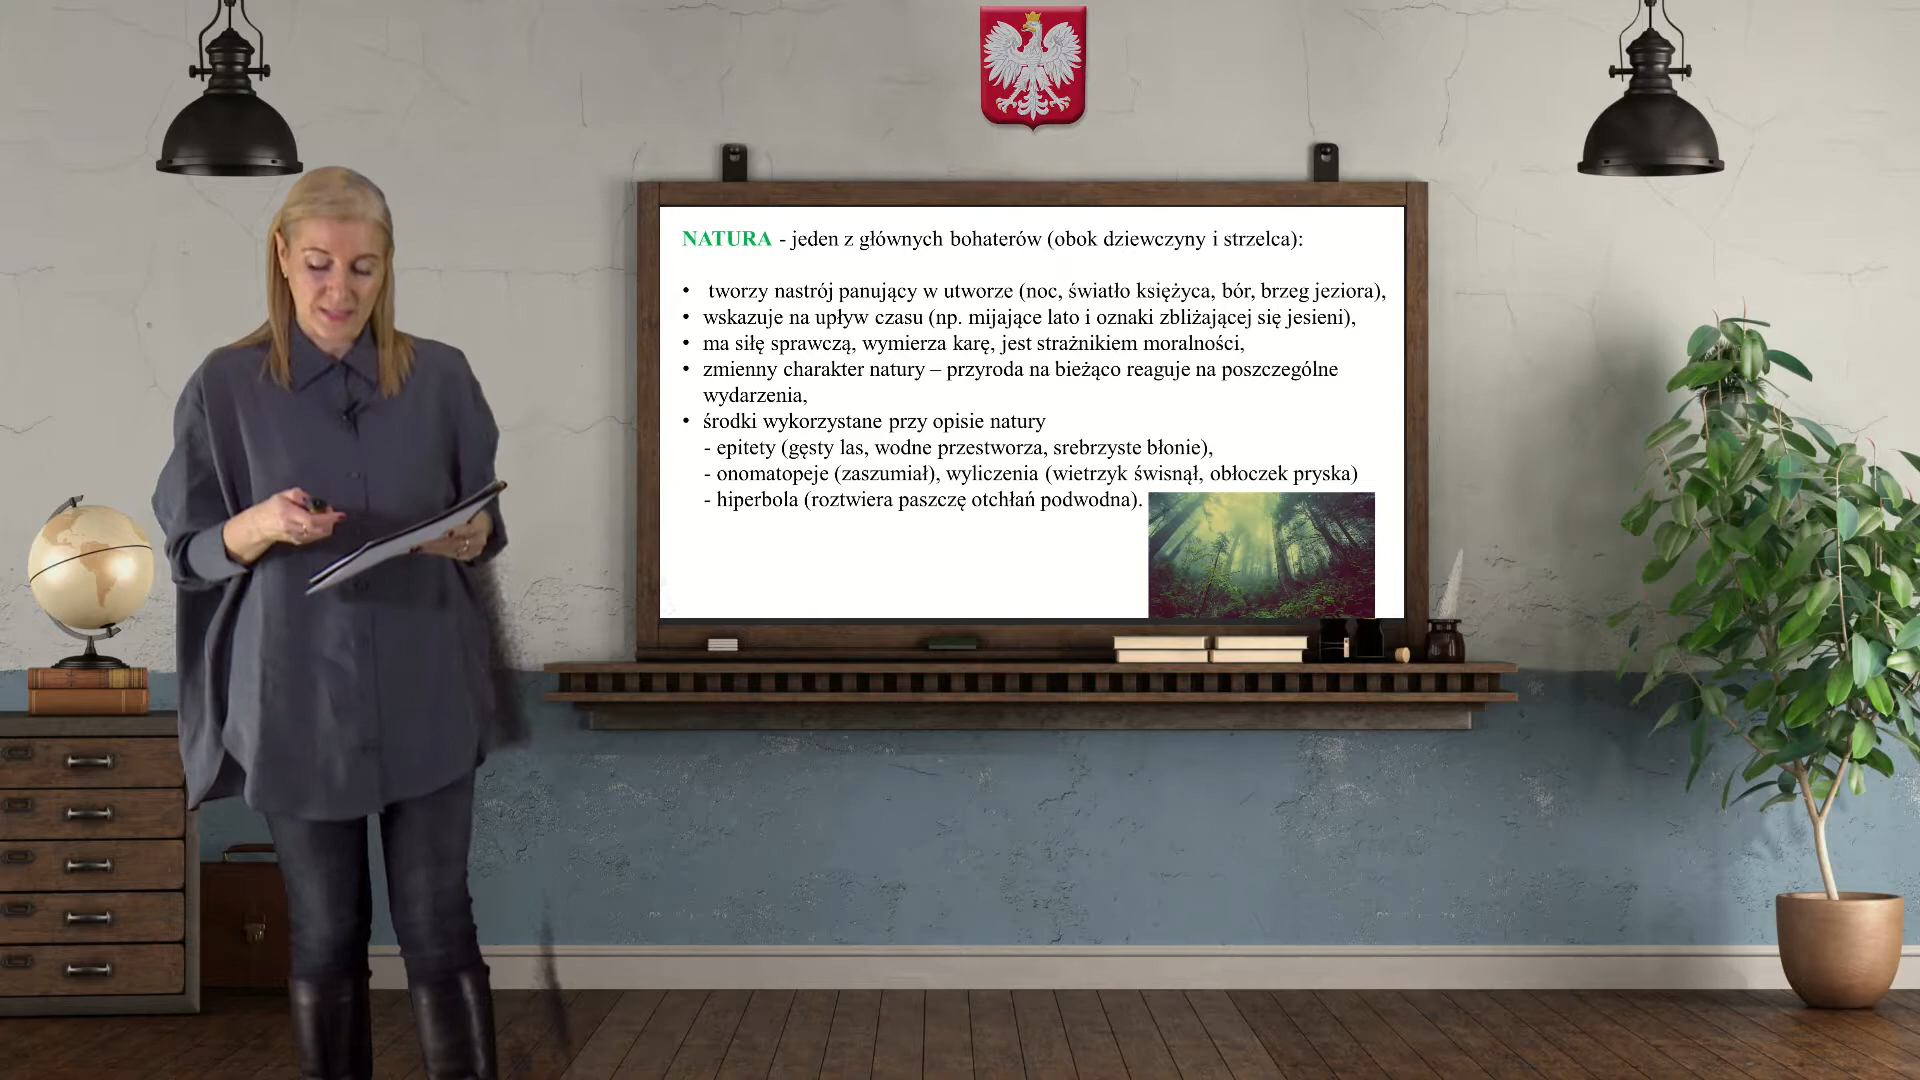 NATURA - jeden z głównych bohaterów (obok dziewczyny i strzelca):
• tworzy nastrój panujący w utworze (noc, światło księżyca, bór, brzeg jeziora),
• wskazuje na upływ czasu (np. mijające lato i oznaki zbliżającej się jesieni),
• ma siłę sprawczą, wymierza karę, jest strażnikiem moralności,
• zmienny charakter natury – przyroda na bieżąco reaguje na poszczególne
wydarzenia,
• środki wykorzystane przy opisie natury
- epitety (gęsty las, wodne przestworza, srebrzyste błonie),
- onomatopeje (zaszumiał), wyliczenia (wietrzyk świsnął, obłoczek pryska)
- hiperbola (roztwiera paszczę otchłań podwodna).